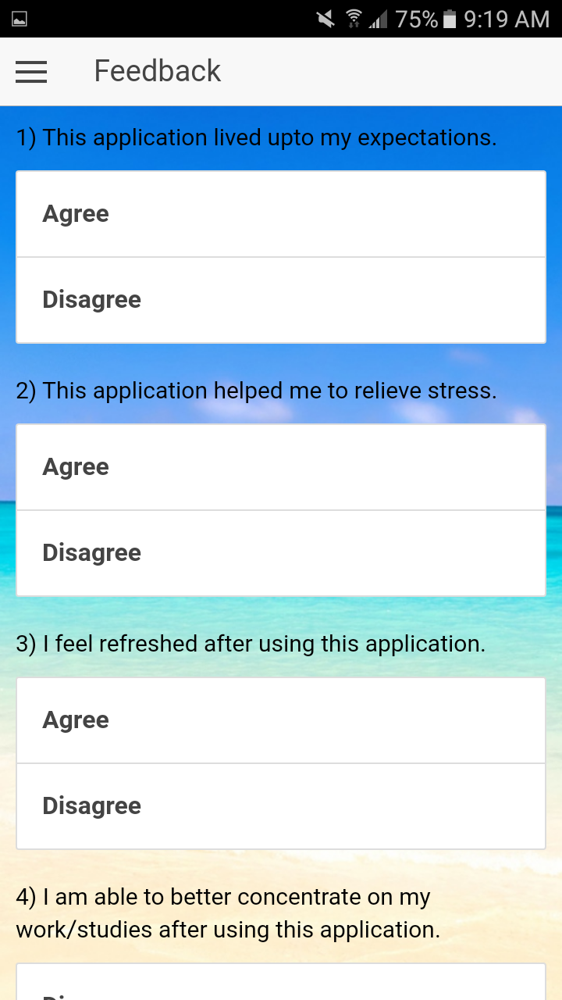 75% 9:19 AM
Feedback
1) This application lived upto my expectations.
Agree
Disagree
2) This application helped me to relieve stress.
Agree
Disagree
3) I feel refreshed after using this application.
Agree
Disagree
4) I am able to better concentrate on my
work/studies after using this application.